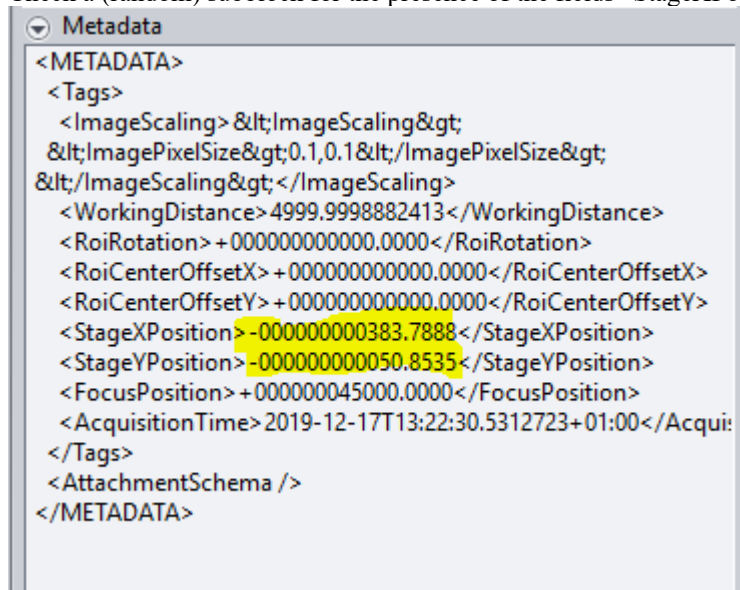 Metadata
<METADATA>
<Tags>
<ImageScaling>&lt;ImageScaling&gt;
&lt;ImagePixelSize&gt;0.1,0.1&lt;/ImagePixelSize&gt;
&lt;/ImageScaling&gt;</ImageScaling>
<WorkingDistance>4999.9998882413</WorkingDistance>
<RoiRotation>+000000000000.0000</RoiRotation>
<RoiCenterOffsetX>+000000000000.0000</RoiCenterOffsetX>
<RoiCenterOffsetY>+000000000000.0000</RoiCenterOffsetY>
<StageXPosition>-000000000383.7888</StageXPosition>
<StageYPosition>-000000000050.8535</StageYPosition>
<FocusPosition>+000000045000.0000</FocusPosition>
<AcquisitionTime>2019-12-17T13:22:30.5312723+01:00</Acqui
</Tags>
<AttachmentSchema />
</METADATA>